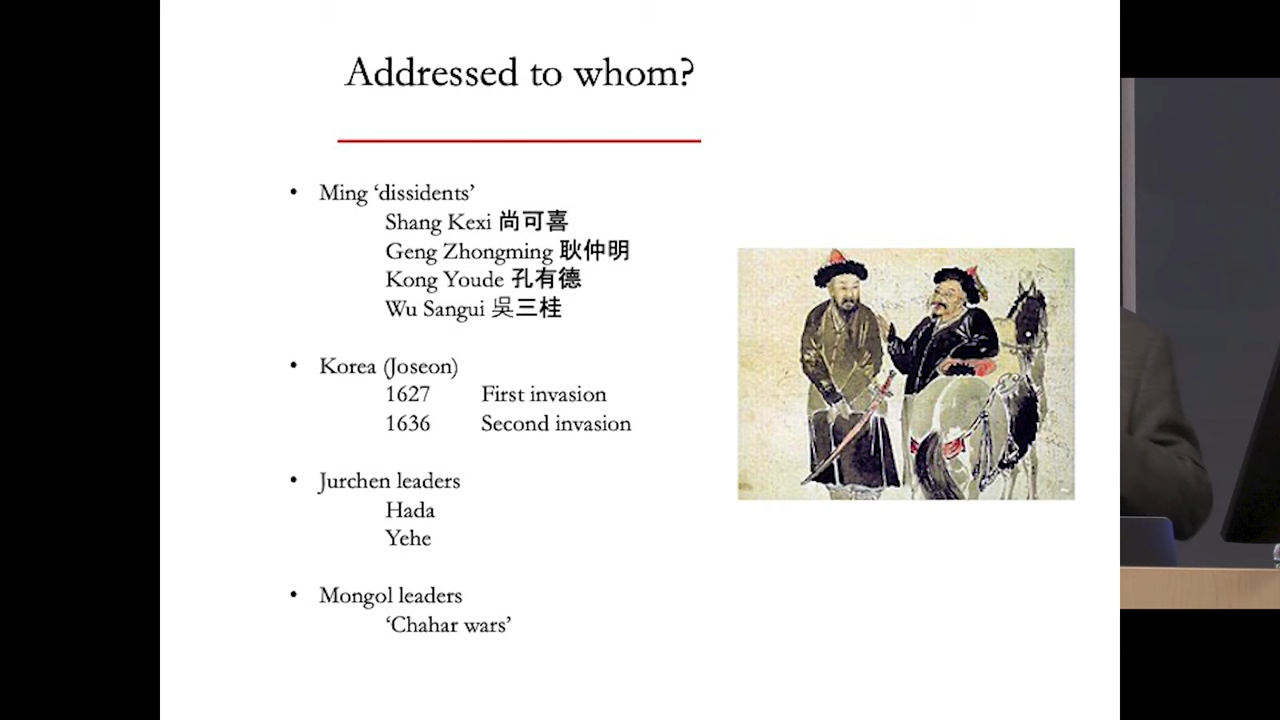 Addressed to whom?
• Ming ‘dissidents’
Shang Kexi 尚可喜
Geng Zhongming 耿仲明
Kong Youde 孔有德
Wu Sangui 吳三桂
• Korea (Joseon)
1627 First invasion
1636 Second invasion
• Jurchen leaders
Hada
Yehe
• Mongol leaders
‘Chahar wars’